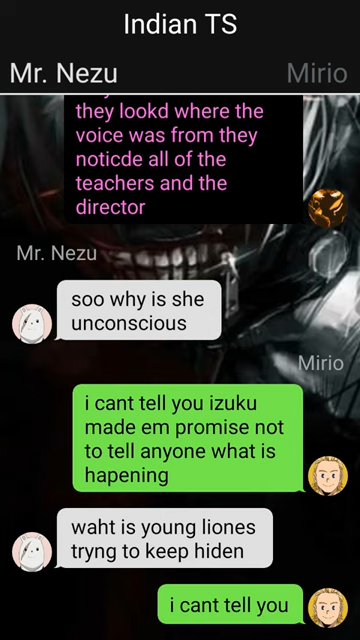 Indian TS
Mr. Nezu Mirio
they lookd where the
voice was from they
noticde all of the
teachers and the
director
Mr. Nezu
soo why is she
unconscious
Mirio
i cant tell you izuku
made em promise not
to tell anyone what is
hapening
waht is young liones
tryng to keep hiden
i cant tell you